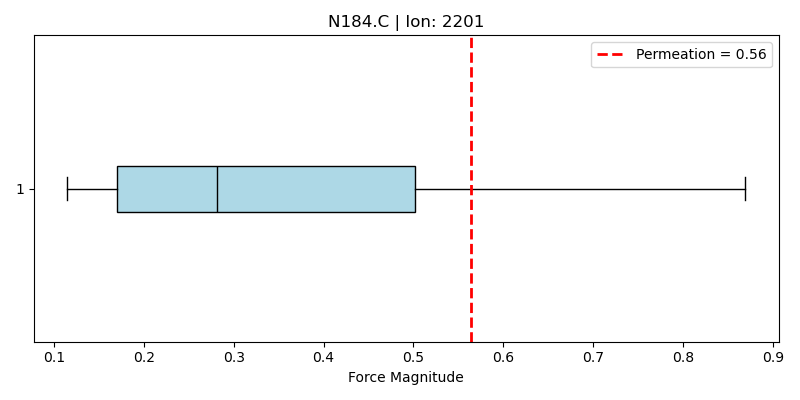 N184.C | Ion: 2201
Permeation = 0.56
1
0.1 0.2 0.3 0.4 0.5 0.6 0.7 0.8 0.9
Force Magnitude